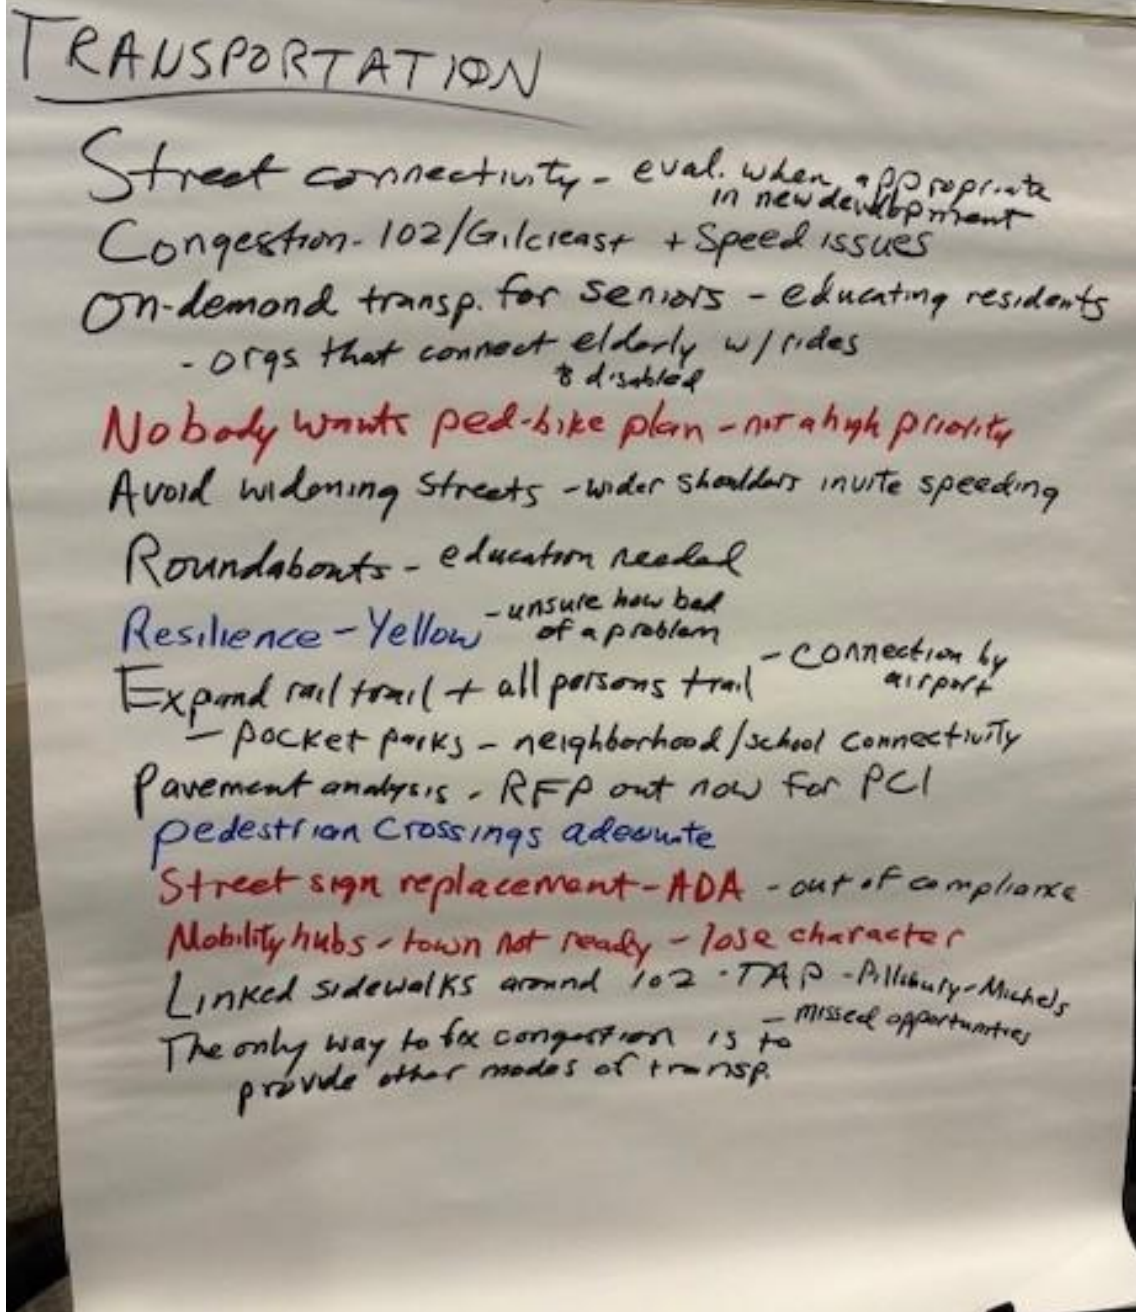 TRANSPORTATION
Street connectivity - eval. when appropriate
in new development
Congestion - 102/Gilcreast + Speed issues
On-demond transp. for seniors - educating residents
- orgs that connect elderly w/ rides
& disabled
Nobody wants ped-bike plan - not a high priority
Avoid widening streets - wider shoulders invite speeding
Roundabouts - education needed
Resilience - Yellow - unsure how bad
of a problem
Expand rail trail + all persons trail - connection by
airport
- pocket parks - neighborhood/school connectivity
Pavement analysis - RFP out now for PCI
pedestrian crossings adequate
Street sign replacement - ADA - out of compliance
Mobility hubs - town not ready - lose character
Linked sidewalks around 102 - TAP - Pillsbury - Michels
- missed opportunities
The only way to fix congestion is to
provide other modes of transp.